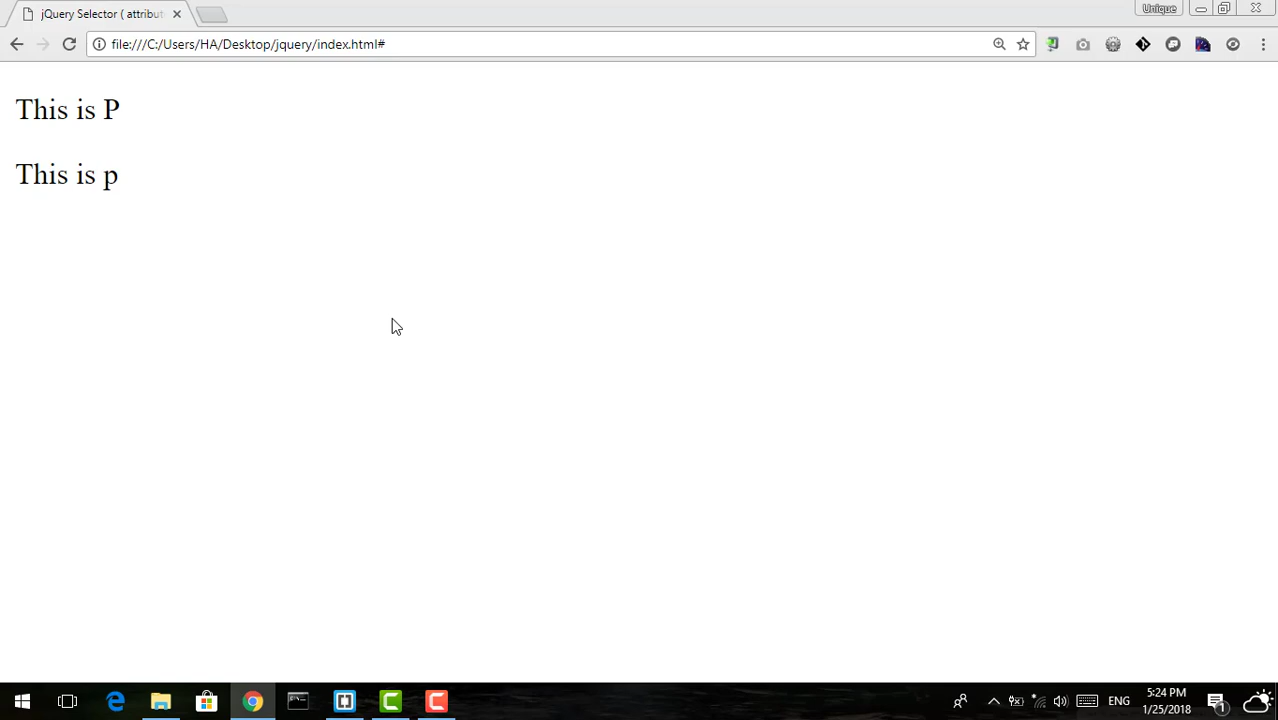 jQuery Selector ( attribut
Unique
file:///C:/Users/HA/Desktop/jquery/index.html#
This is P
This is p
ENG
5:24 PM
1/25/2018
1